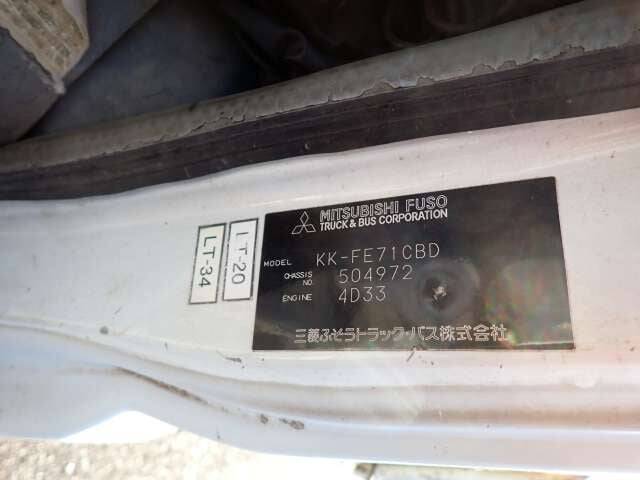 MITSUBISHI FUSO
TRUCK & BUS CORPORATION
MODEL KK-FE71CBD
CHASSIS NO. 504972
ENGINE 4D33
三菱ふそうトラック・バス株式会社
LT-20
LT-34